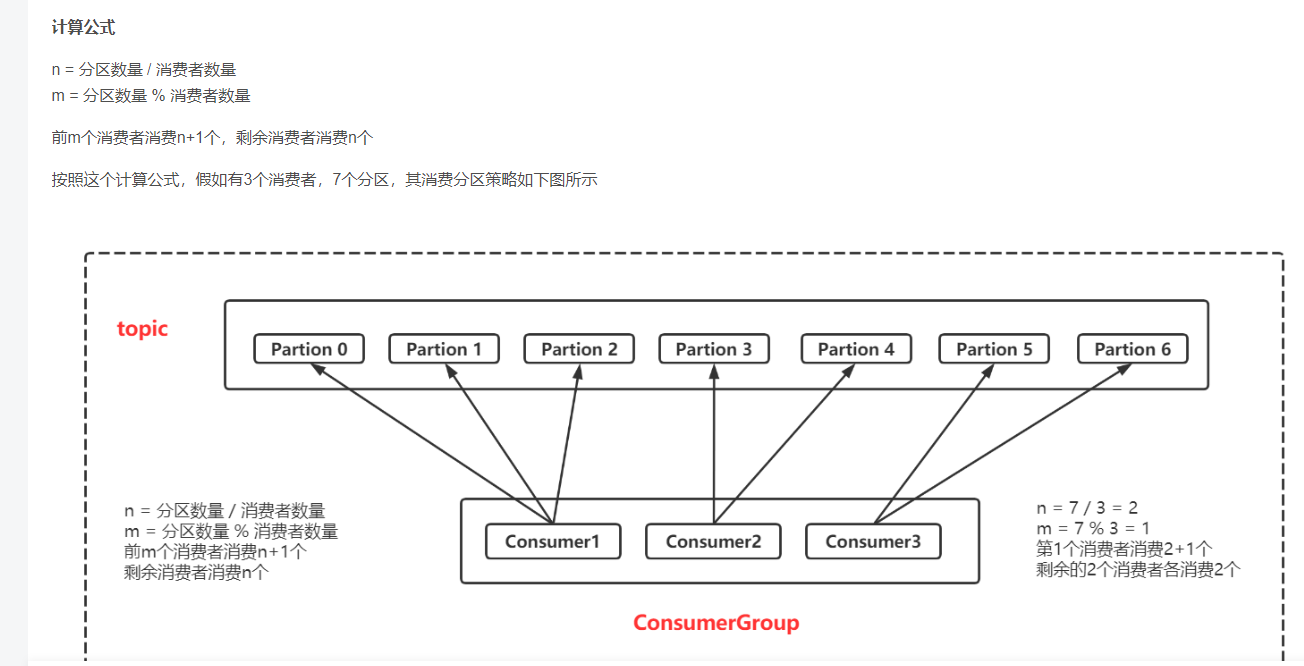 计算公式
n = 分区数量 / 消费者数量
m = 分区数量 % 消费者数量
前m个消费者消费n+1个，剩余消费者消费n个
按照这个计算公式，假如有3个消费者，7个分区，其消费分区策略如下图所示
topic
Partion 0
Partion 1
Partion 2
Partion 3
Partion 4
Partion 5
Partion 6
n = 分区数量 / 消费者数量
m = 分区数量 % 消费者数量
前m个消费者消费n+1个
剩余消费者消费n个
Consumer1
Consumer2
Consumer3
n = 7 / 3 = 2
m = 7 % 3 = 1
第1个消费者消费2+1个
剩余的2个消费者各消费2个
ConsumerGroup